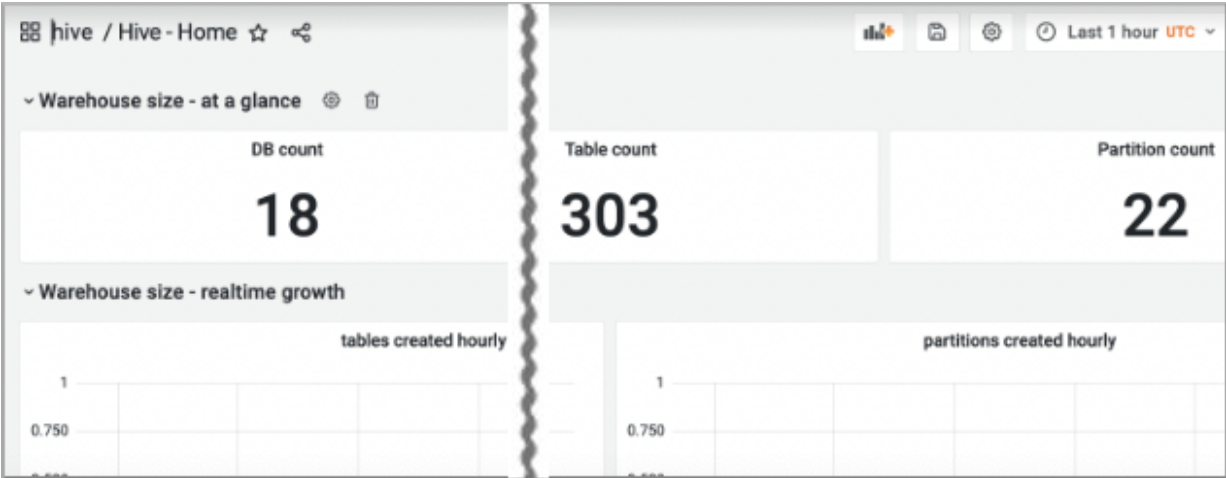 hive / Hive - Home
Last 1 hour UTC
Warehouse size - at a glance
DB count
Table count
Partition count
18
303
22
Warehouse size - realtime growth
tables created hourly
partitions created hourly
1
1
0.750
0.750